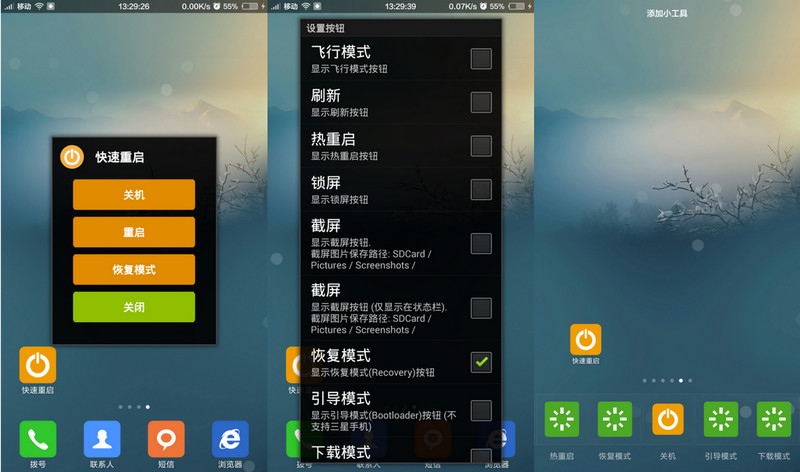 移动 13:29:26 0.00K/s 55%
快速重启
关机
重启
恢复模式
关闭
快速重启
拨号
联系人
短信
浏览器
移动 13:29:39 0.07K/s 55%
设置按钮
飞行模式
显示飞行模式按钮
刷新
显示刷新按钮
热重启
显示热重启按钮
锁屏
显示锁屏按钮
截屏
显示截屏按钮.
截屏图片保存路径: SDCard /
Pictures / Screenshots /
截屏
显示截屏按钮 (仅显示在状态栏).
截屏图片保存路径: SDCard /
Pictures / Screenshots /
恢复模式
显示恢复模式(Recovery)按钮
引导模式
显示引导模式(Bootloader)按钮 (不
支持三星手机)
下载模式
快速
拨号
联系人
短信
浏览器
添加小工具
快速重启
热重启
恢复模式
关机
引导模式
下载模式